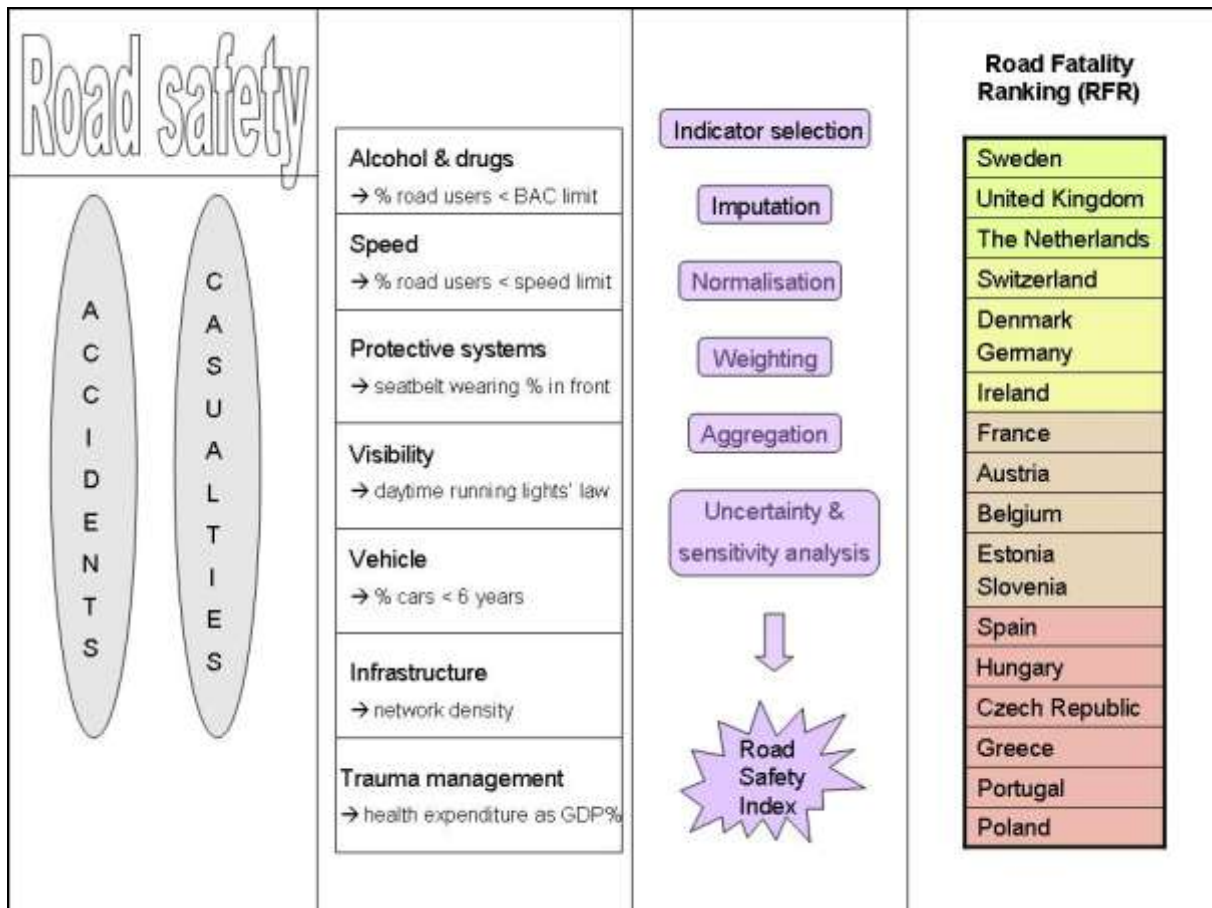 Road safety
ACCIDENTS
CASUALTIES
Alcohol & drugs
→ % road users < BAC limit
Speed
→ % road users < speed limit
Protective systems
→ seatbelt wearing % in front
Visibility
→ daytime running lights' law
Vehicle
→ % cars < 6 years
Infrastructure
→ network density
Trauma management
→ health expenditure as GDP%
Indicator selection
Imputation
Normalisation
Weighting
Aggregation
Uncertainty &
sensitivity analysis
Road
Safety
Index
Road Fatality
Ranking (RFR)
Sweden
United Kingdom
The Netherlands
Switzerland
Denmark
Germany
Ireland
France
Austria
Belgium
Estonia
Slovenia
Spain
Hungary
Czech Republic
Greece
Portugal
Poland